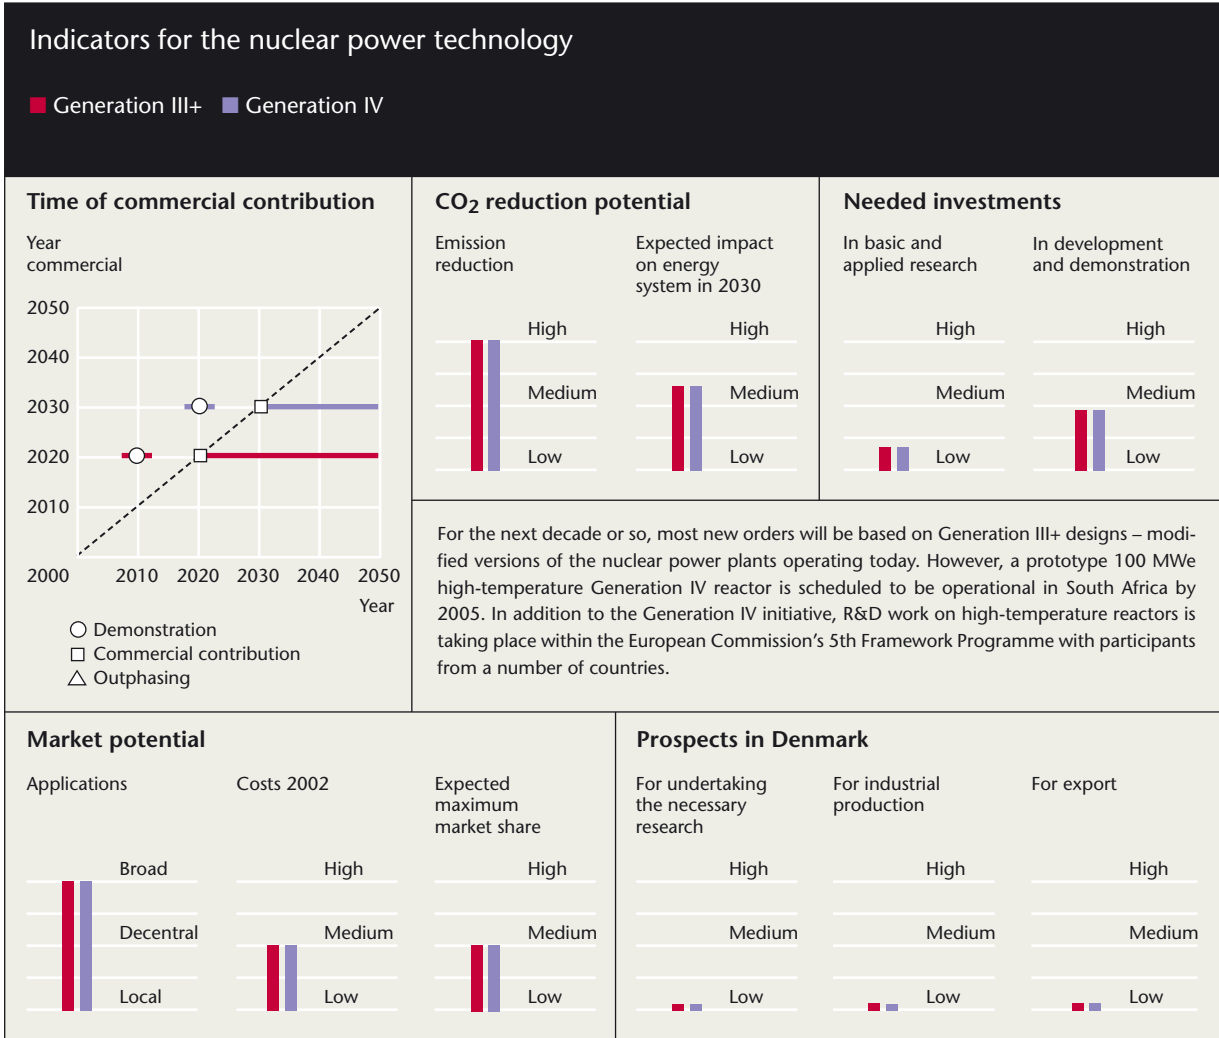 Indicators for the nuclear power technology
Generation III+ Generation IV
Time of commercial contribution
Year
commercial
2050
2040
2030
2020
2010
2000 2010 2020 2030 2040 2050
Year
Demonstration
Commercial contribution
Outphasing
CO2 reduction potential
Emission
reduction
High
Medium
Low
Expected impact
on energy
system in 2030
High
Medium
Low
Needed investments
In basic and
applied research
High
Medium
Low
In development
and demonstration
High
Medium
Low
For the next decade or so, most new orders will be based on Generation III+ designs – modi-
fied versions of the nuclear power plants operating today. However, a prototype 100 MWe
high-temperature Generation IV reactor is scheduled to be operational in South Africa by
2005. In addition to the Generation IV initiative, R&D work on high-temperature reactors is
taking place within the European Commission's 5th Framework Programme with participants
from a number of countries.
Market potential
Applications
Broad
Decentral
Local
Costs 2002
High
Medium
Low
Expected
maximum
market share
High
Medium
Low
Prospects in Denmark
For undertaking
the necessary
research
High
Medium
Low
For industrial
production
High
Medium
Low
For export
High
Medium
Low